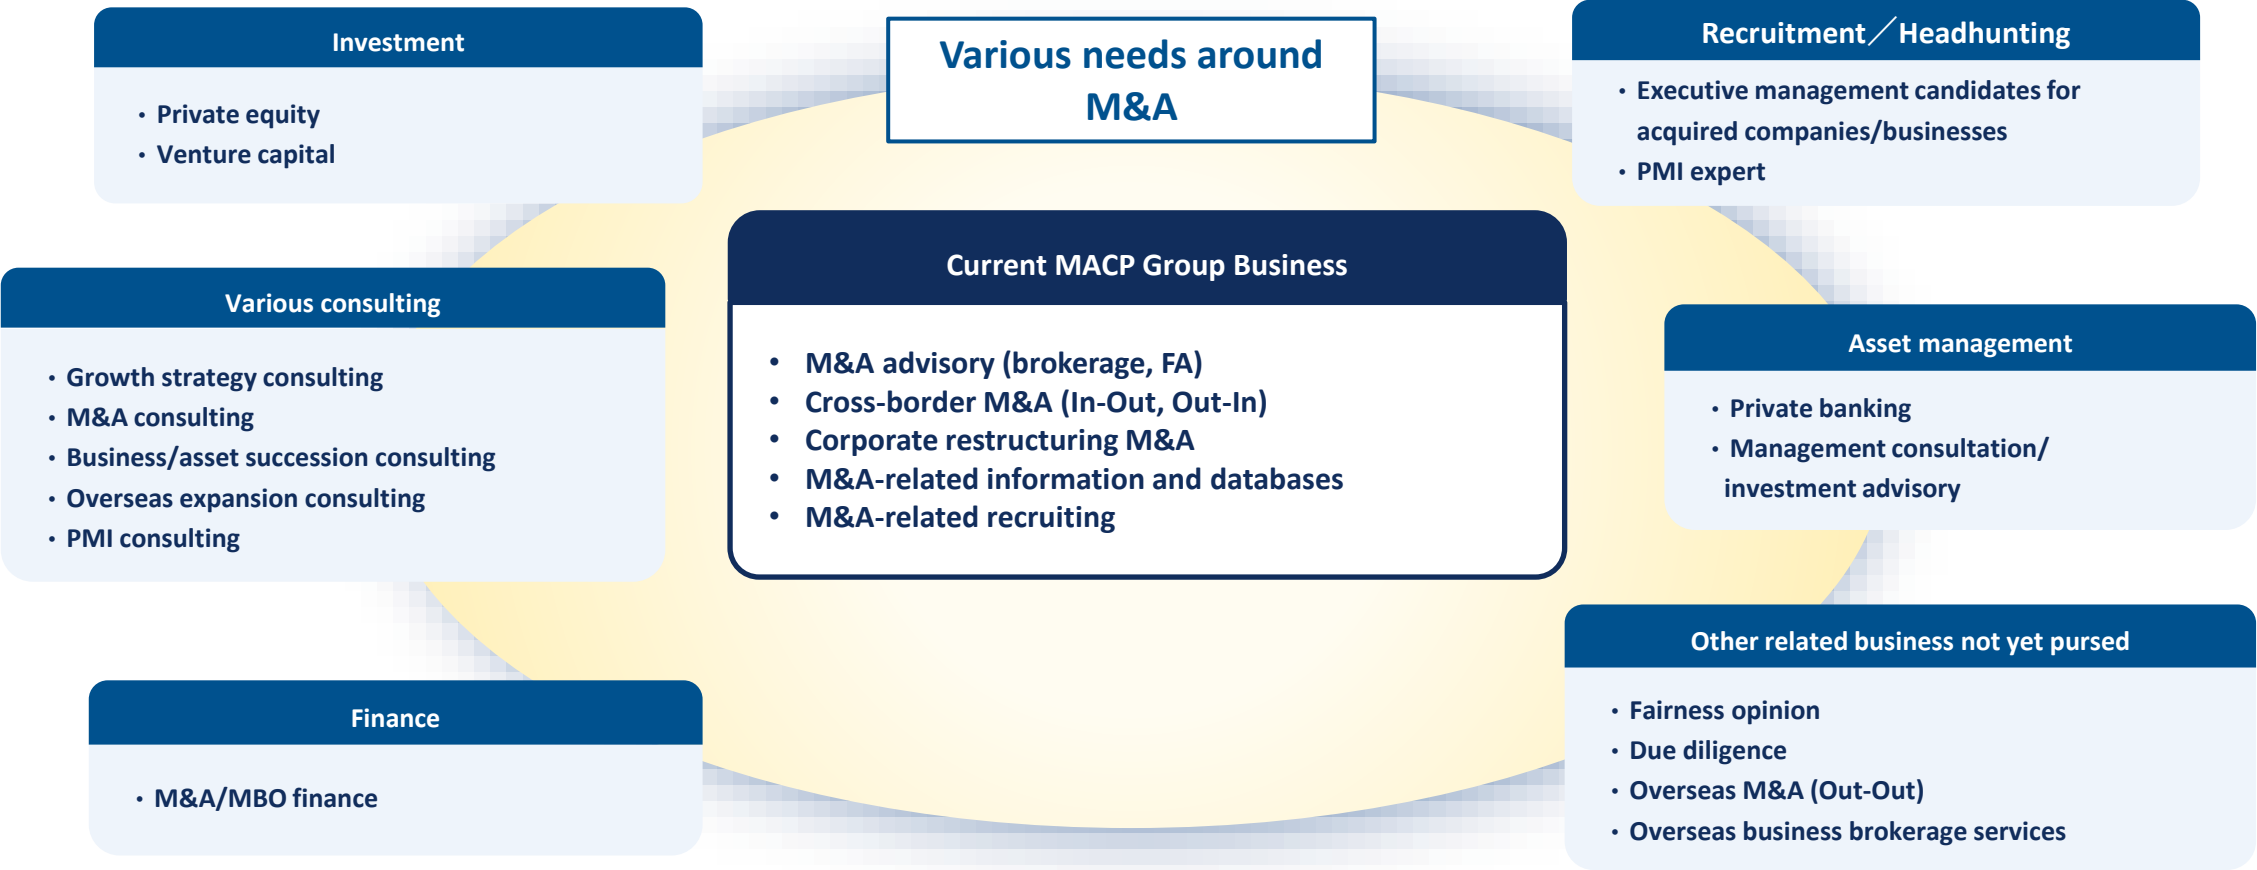 Various needs around
M&A
Investment
・Private equity
・Venture capital
Various consulting
・Growth strategy consulting
・M&A consulting
・Business/asset succession consulting
・Overseas expansion consulting
・PMI consulting
Finance
・M&A/MBO finance
Current MACP Group Business
• M&A advisory (brokerage, FA)
• Cross-border M&A (In-Out, Out-In)
• Corporate restructuring M&A
• M&A-related information and databases
• M&A-related recruiting
Recruitment／Headhunting
・Executive management candidates for
acquired companies/businesses
・PMI expert
Asset management
・Private banking
・Management consultation/
investment advisory
Other related business not yet pursed
・Fairness opinion
・Due diligence
・Overseas M&A (Out-Out)
・Overseas business brokerage services